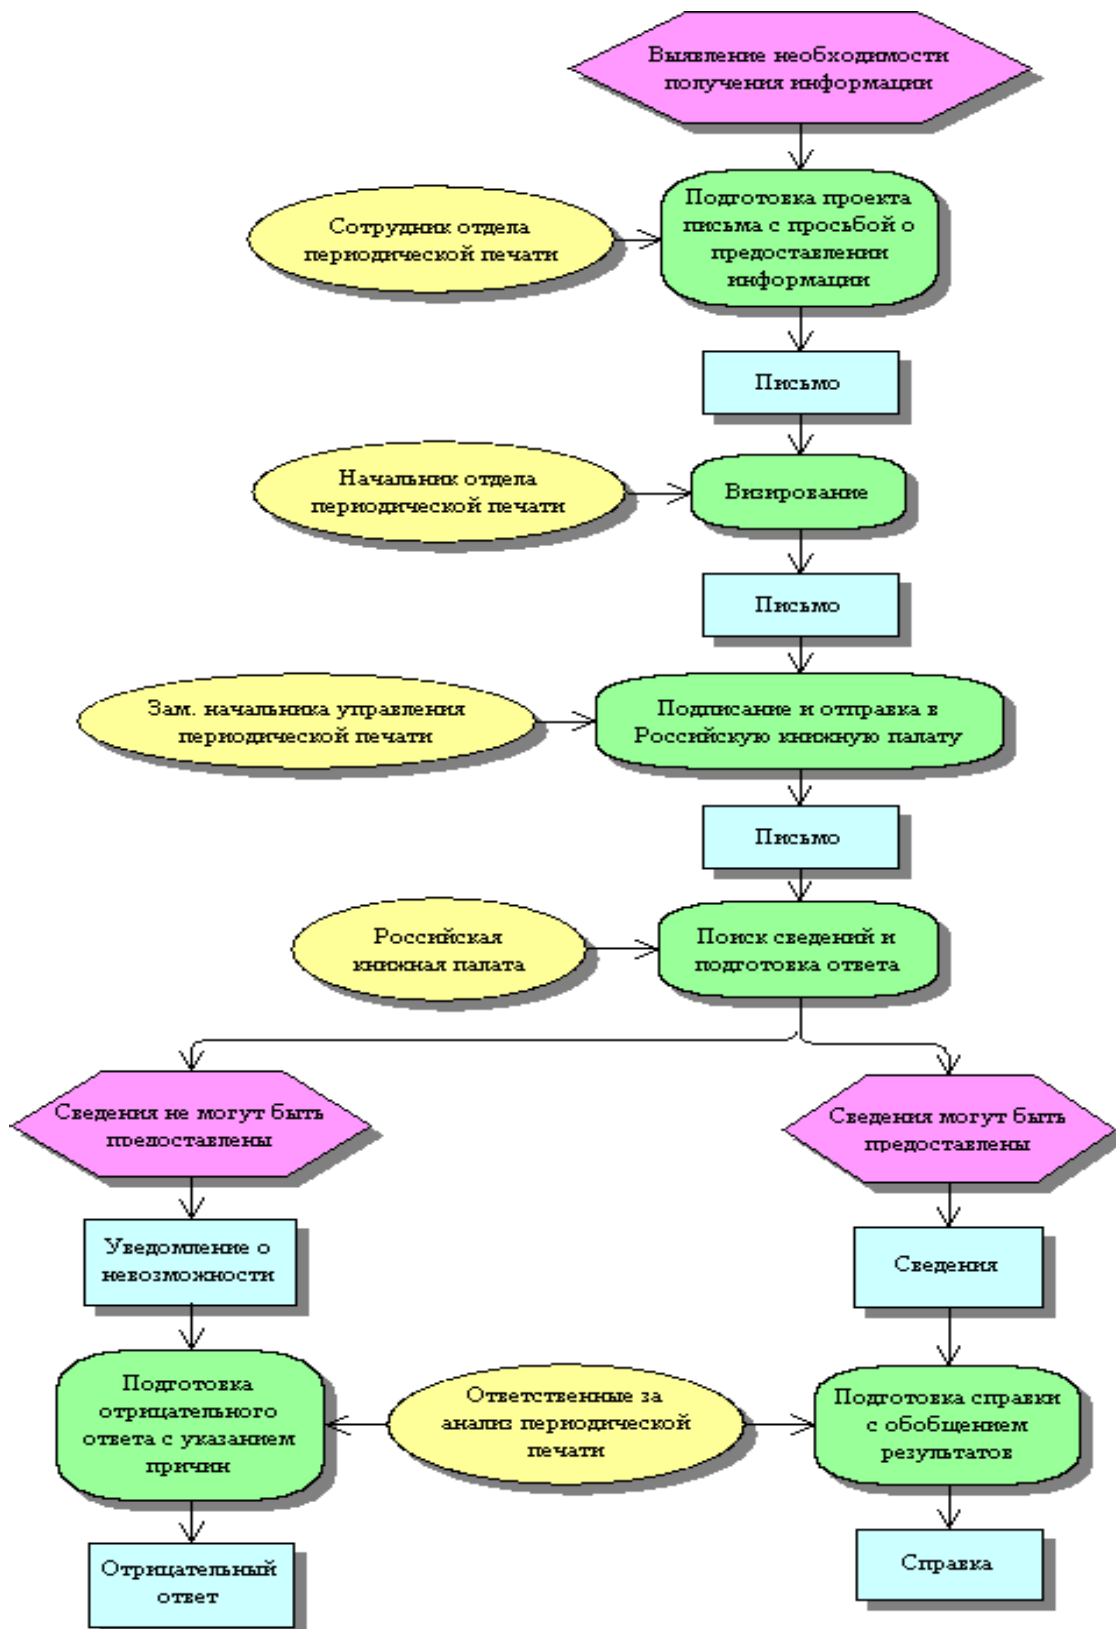 Выявление необходимости
получения информации
Подготовка проекта
письма с просьбой о
предоставлении
информации
Сотрудник отдела
периодической печати
Письмо
Начальник отдела
периодической печати
Визирование
Письмо
Зам. начальника управления
периодической печати
Подписание и отправка в
Российскую книжную палату
Письмо
Российская
книжная палата
Поиск сведений и
подготовка ответа
Сведения не могут быть
предоставлены
Сведения могут быть
предоставлены
Уведомление о
невозможности
Сведения
Подготовка
отрицательного
ответа с указанием
причин
Ответственные за
анализ периодической
печати
Подготовка справки
с обобщением
результатов
Отрицательный
ответ
Справка